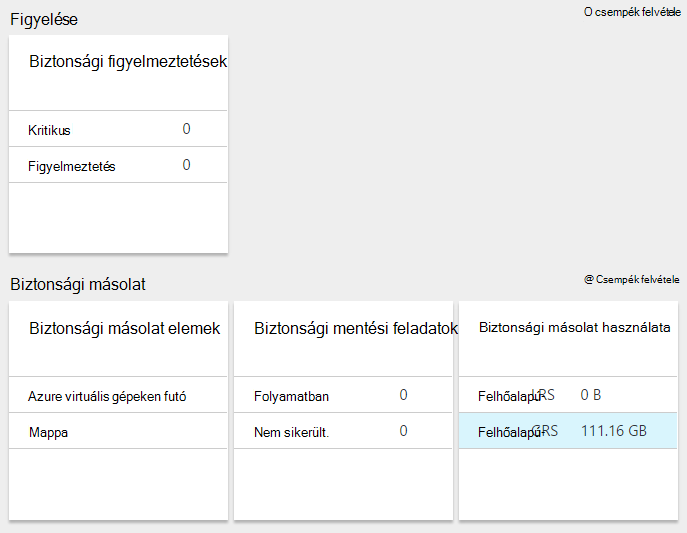 Figyelése
O csempék felvétele
Biztonsági figyelmeztetések
Kritikus 0
Figyelmeztetés 0
Biztonsági másolat
@ Csempék felvétele
Biztonsági másolat elemek
Azure virtuális gépeken futó
Mappa
Biztonsági mentési feladatok
Folyamatban 0
Nem sikerült. 0
Biztonsági másolat használata
Felhőalapú- LRS 0 B
Felhőalapú- GRS 111.16 GB